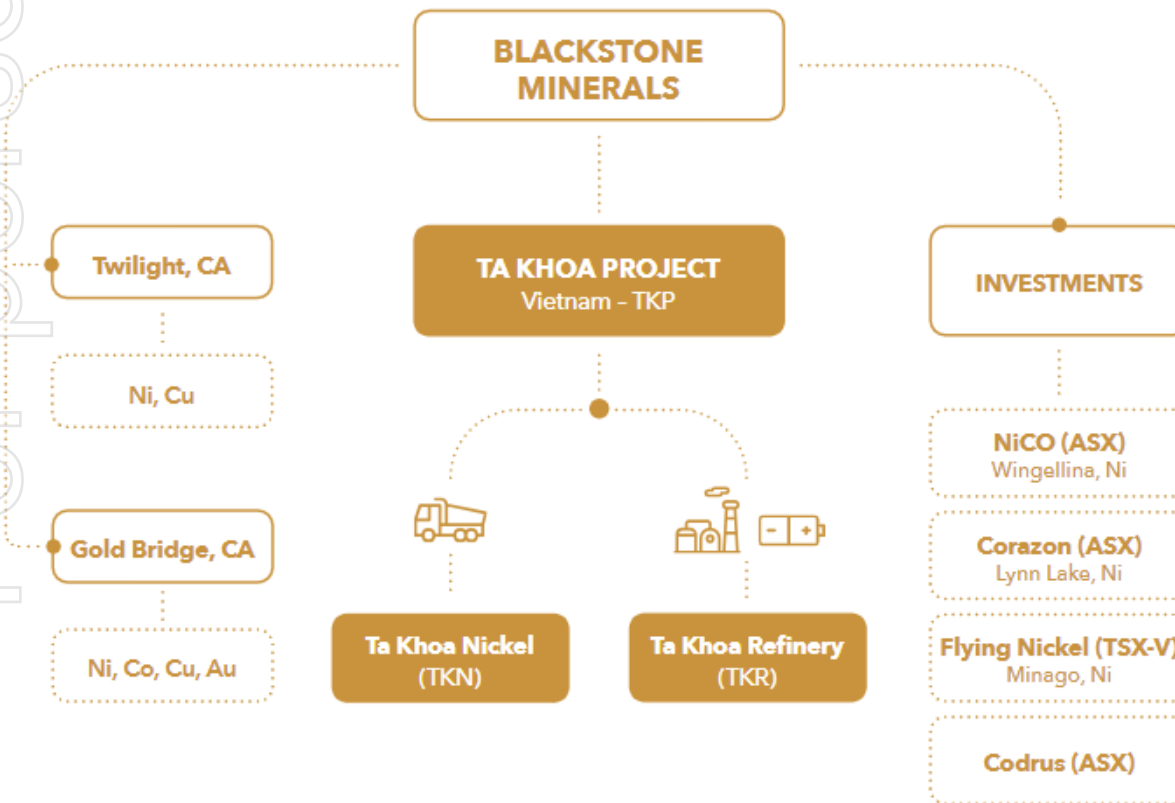 BLACKSTONE
MINERALS
Twilight, CA
Ni, Cu
Gold Bridge, CA
Ni, Co, Cu, Au
TA KHOA PROJECT
Vietnam – TKP
- +
Ta Khoa Nickel
(TKN)
Ta Khoa Refinery
(TKR)
INVESTMENTS
NiCO (ASX)
Wingellina, Ni
Corazon (ASX)
Lynn Lake, Ni
Flying Nickel (TSX-V)
Minago, Ni
Codrus (ASX)